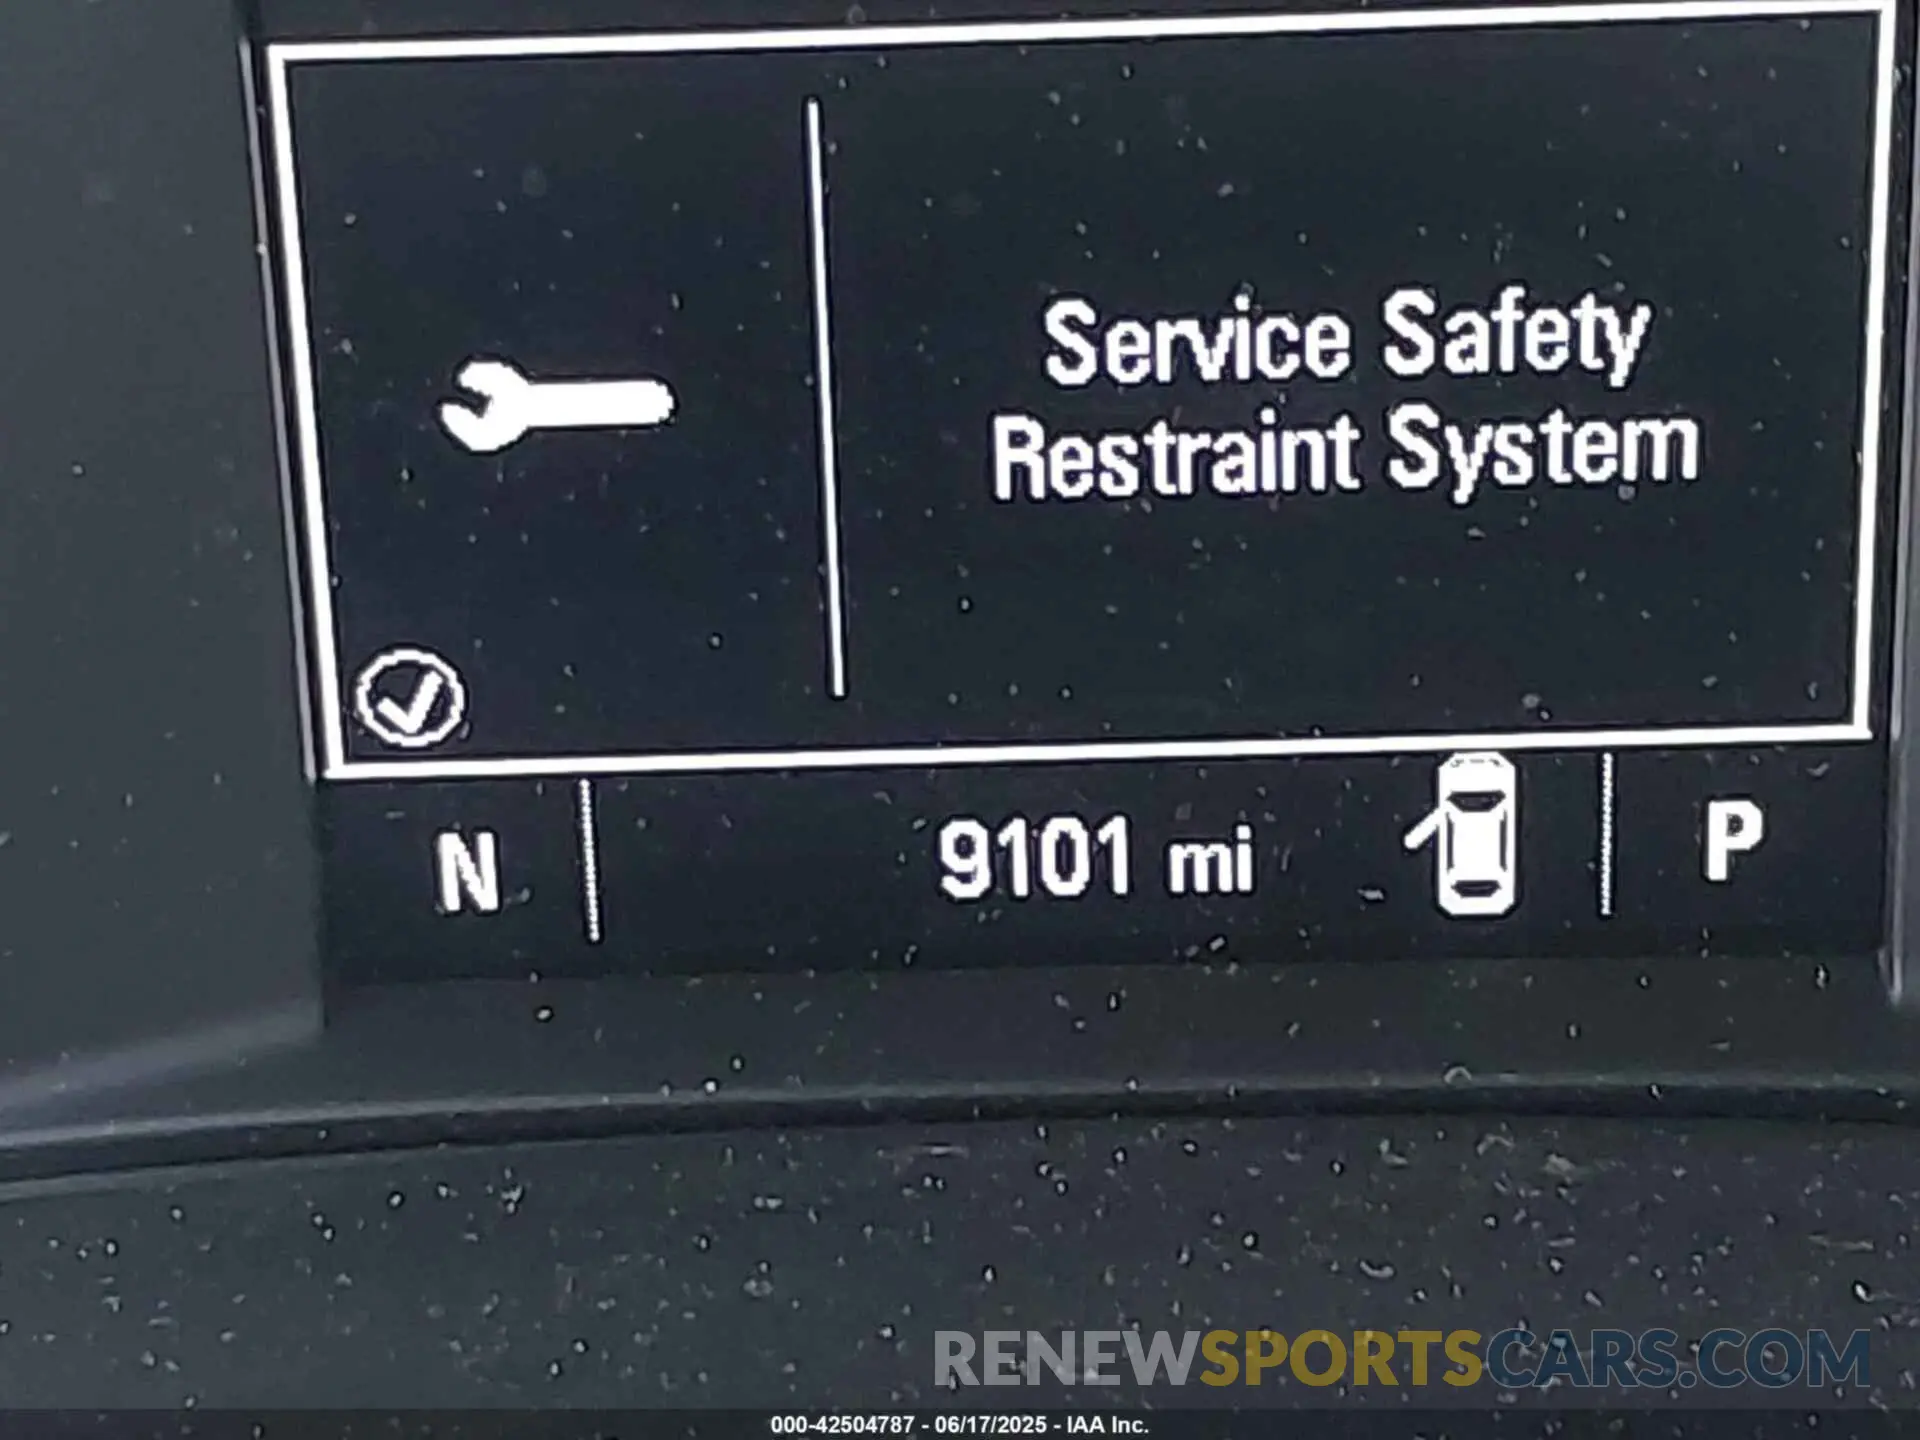 Service Safety
Restraint System
N 9101 mi P
RENEWSPORTSCARS.COM
000-42504787 - 06/17/2025 - IAA Inc.